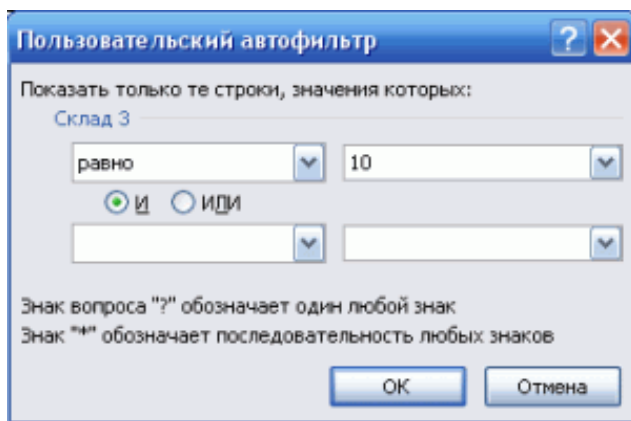 Пользовательский автофильтр
Показать только те строки, значения которых:
Склад 3
равно 10
И ИЛИ
Знак вопроса "?" обозначает один любой знак
Знак "*" обозначает последовательность любых знаков
ОК Отмена